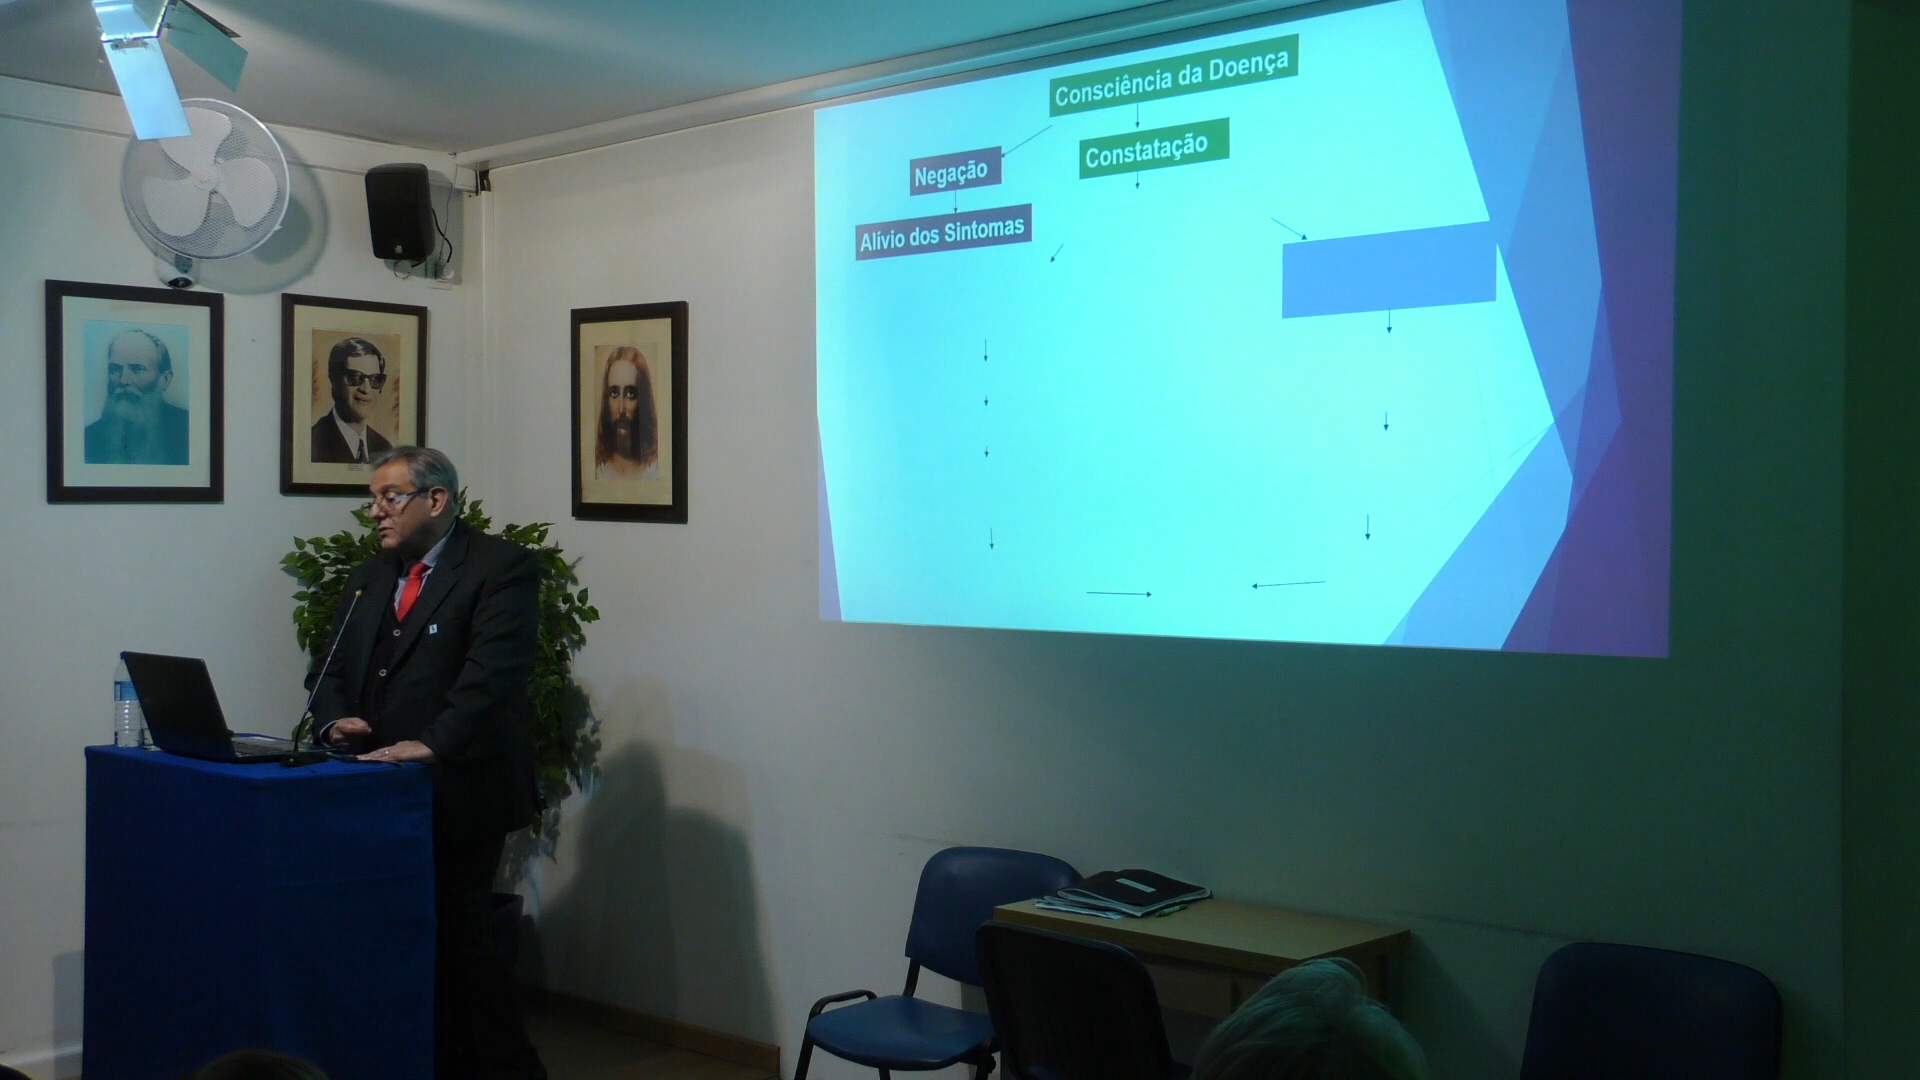 Consciência da Doença
Constatação
Negação
Alívio dos Sintomas